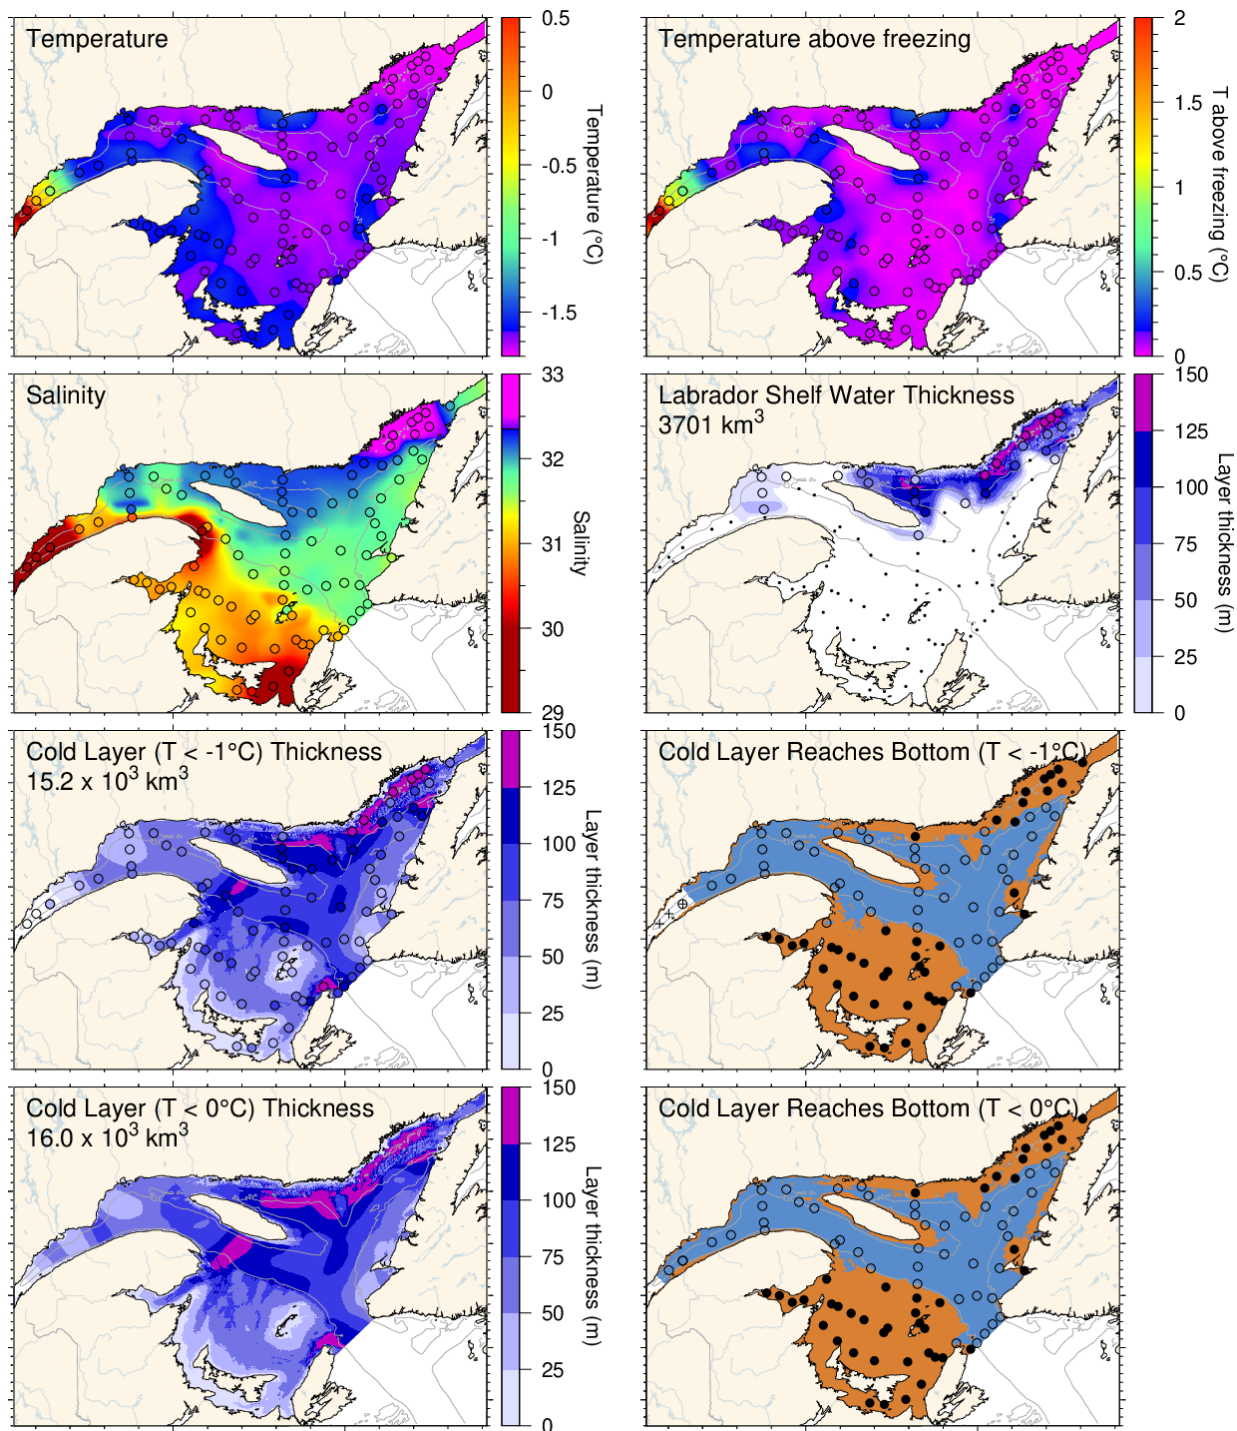 Temperature
0.5
0
-0.5
-1
-1.5
Temperature (°C)
Temperature above freezing
2
1.5
1
0.5
0
T above freezing (°C)
Salinity
33
32
31
30
29
Salinity
Labrador Shelf Water Thickness
3701 km³
150
125
100
75
50
25
0
Layer thickness (m)
Cold Layer (T < -1°C) Thickness
15.2 x 10³ km³
150
125
100
75
50
25
0
Layer thickness (m)
Cold Layer Reaches Bottom (T < -1°C)
Cold Layer (T < 0°C) Thickness
16.0 x 10³ km³
150
125
100
75
50
25
0
Layer thickness (m)
Cold Layer Reaches Bottom (T < 0°C)